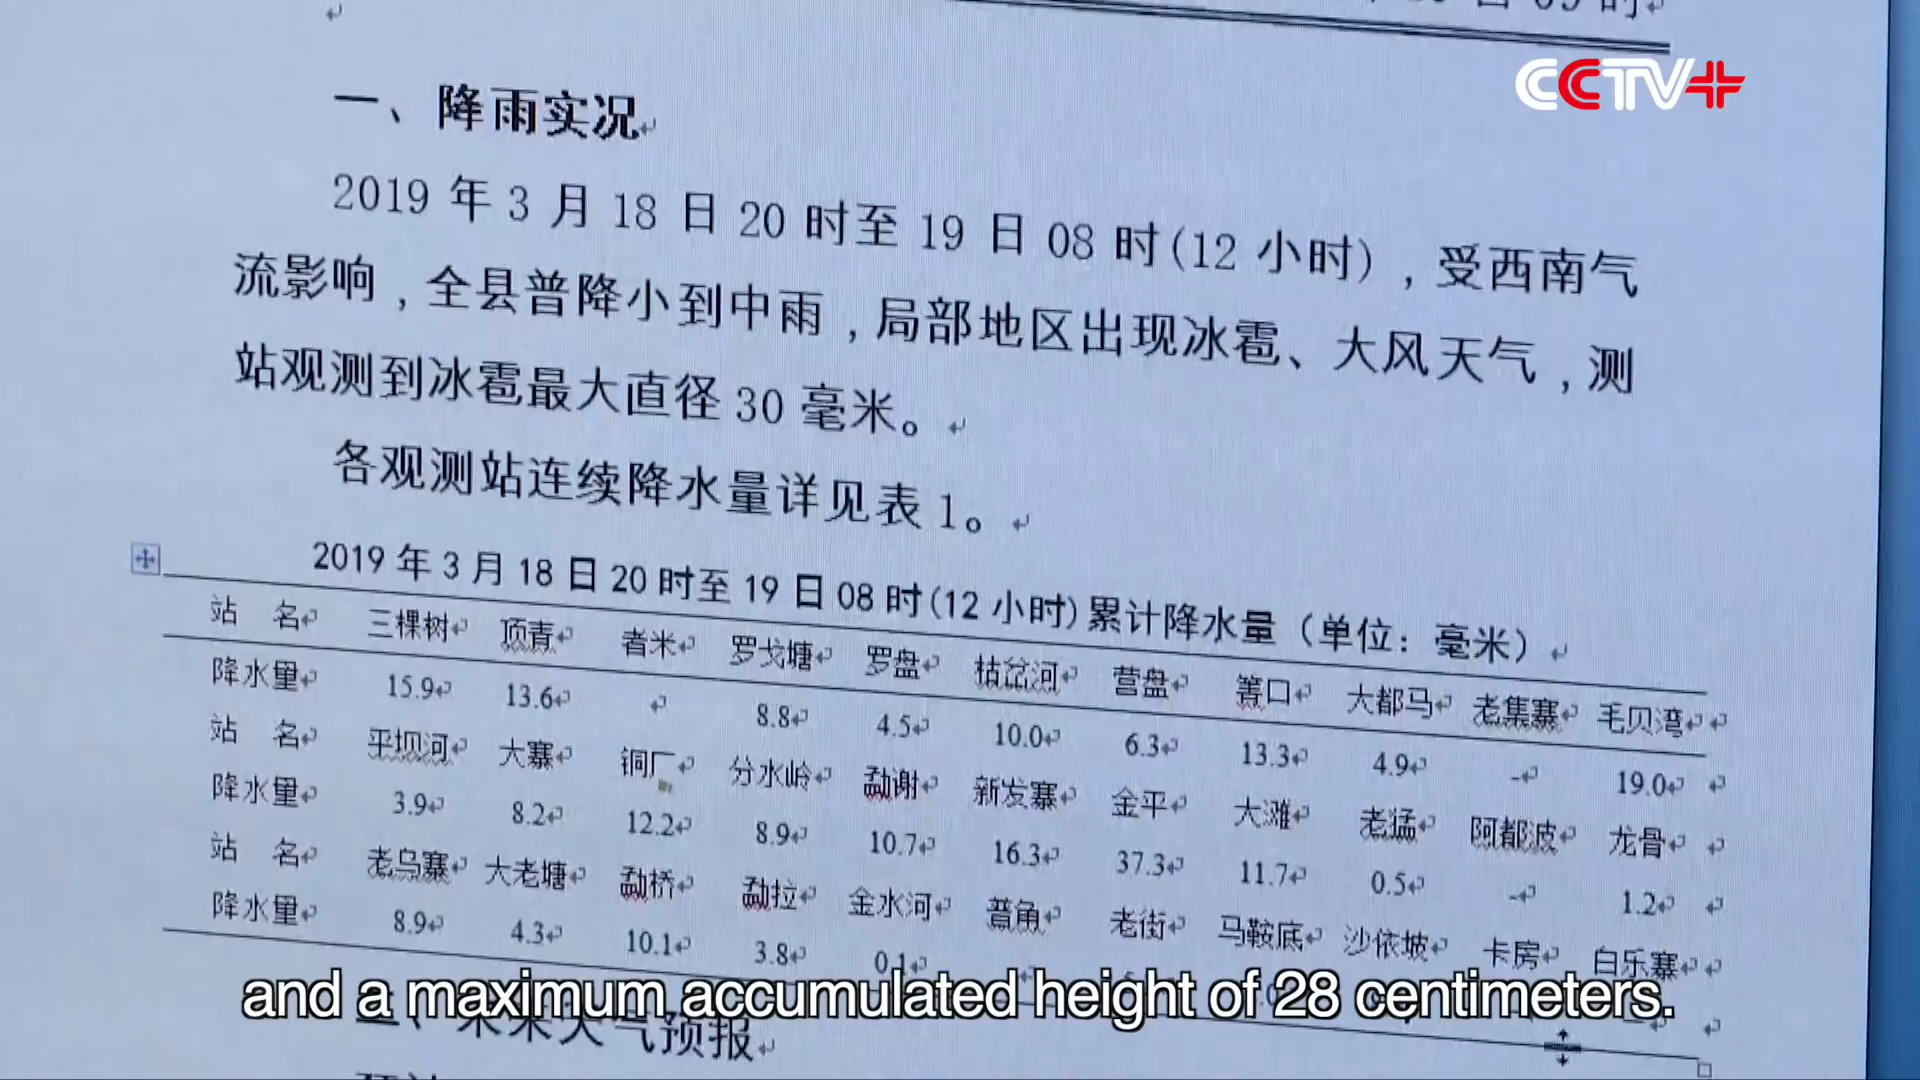 CCTV+
一、降雨实况
2019 年 3 月 18 日 20 时至 19 日 08 时(12 小时),受西南气
流影响,全县普降小到中雨,局部地区出现冰雹、大风天气,测
站观测到冰雹最大直径 30 毫米。
各观测站连续降水量详见表 1。
2019 年 3 月 18 日 20 时至 19 日 08 时(12 小时)累计降水量(单位:毫米)
站 名 三棵树 顶青 者米 罗戈塘 罗盘 枯岔河 营盘 箐口 大都马 老集寨 毛贝湾
降水量 15.9 13.6 8.8 4.5 10.0 6.3 13.3 4.9 - 19.0
站 名 平坝河 大寨 铜厂 分水岭 勐谢 新发寨 金平 大滩 老猛 阿都波 龙骨
降水量 3.9 8.2 12.2 8.9 10.7 16.3 37.3 11.7 0.5 - 1.2
站 名 老乌寨 大老塘 勐桥 勐拉 金水河 普角 老街 马鞍底 沙依坡 卡房 白乐寨
降水量 8.9 4.3 10.1 3.8 0.1
and a maximum accumulated height of 28 centimeters.
二、未来天气预报